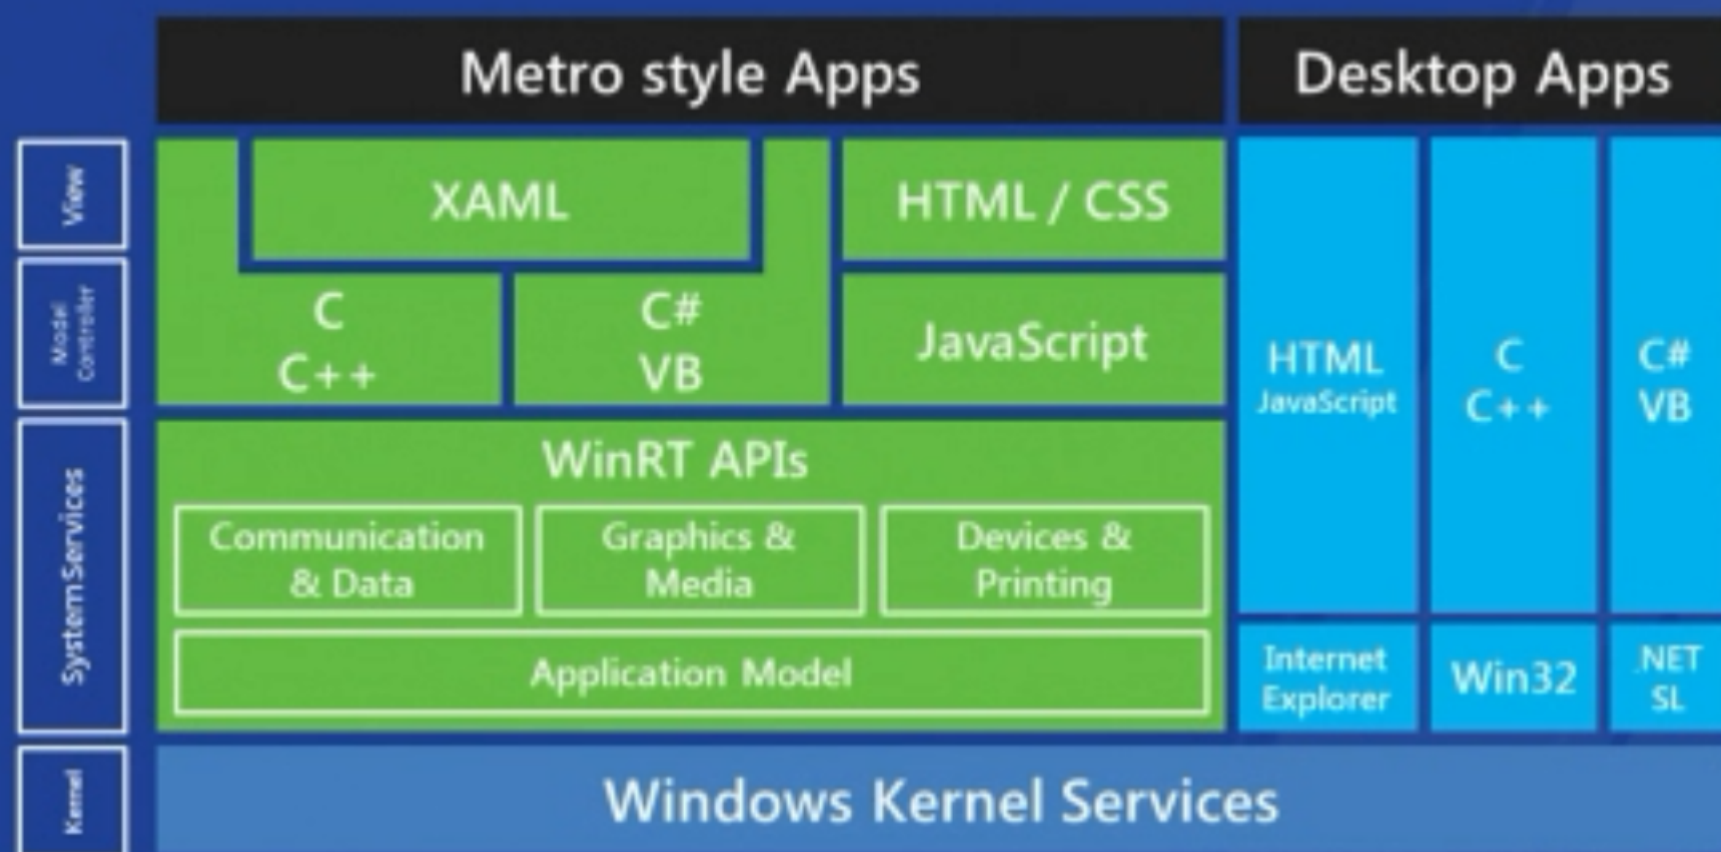 Metro style Apps
Desktop Apps
View
XAML
HTML / CSS
Model
Controller
C
C++
C#
VB
JavaScript
HTML
JavaScript
C
C++
C#
VB
System Services
WinRT APIs
Communication
& Data
Graphics &
Media
Devices &
Printing
Application Model
Internet
Explorer
Win32
.NET
SL
Kernel
Windows Kernel Services